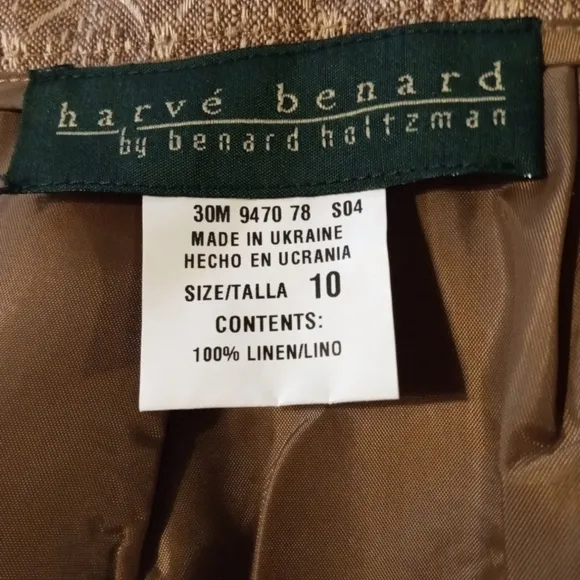 harvé benard
by benard holtzman
30M 9470 78 S04
MADE IN UKRAINE
HECHO EN UCRANIA
SIZE/TALLA 10
CONTENTS:
100% LINEN/LINO